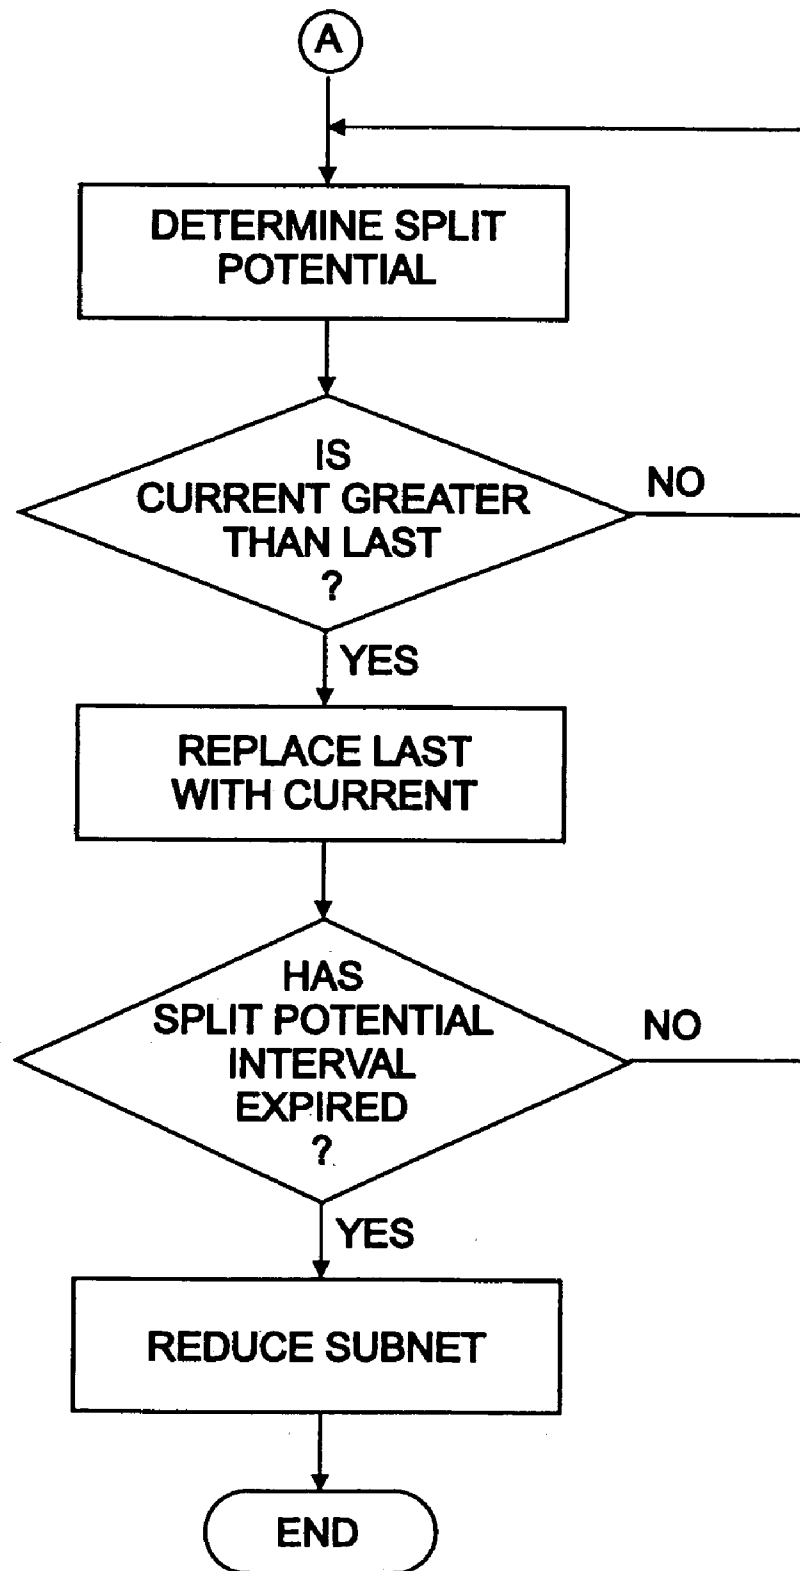 A
DETERMINE SPLIT
POTENTIAL
IS
CURRENT GREATER
THAN LAST
?
NO
YES
REPLACE LAST
WITH CURRENT
HAS
SPLIT POTENTIAL
INTERVAL
EXPIRED
?
NO
YES
REDUCE SUBNET
END